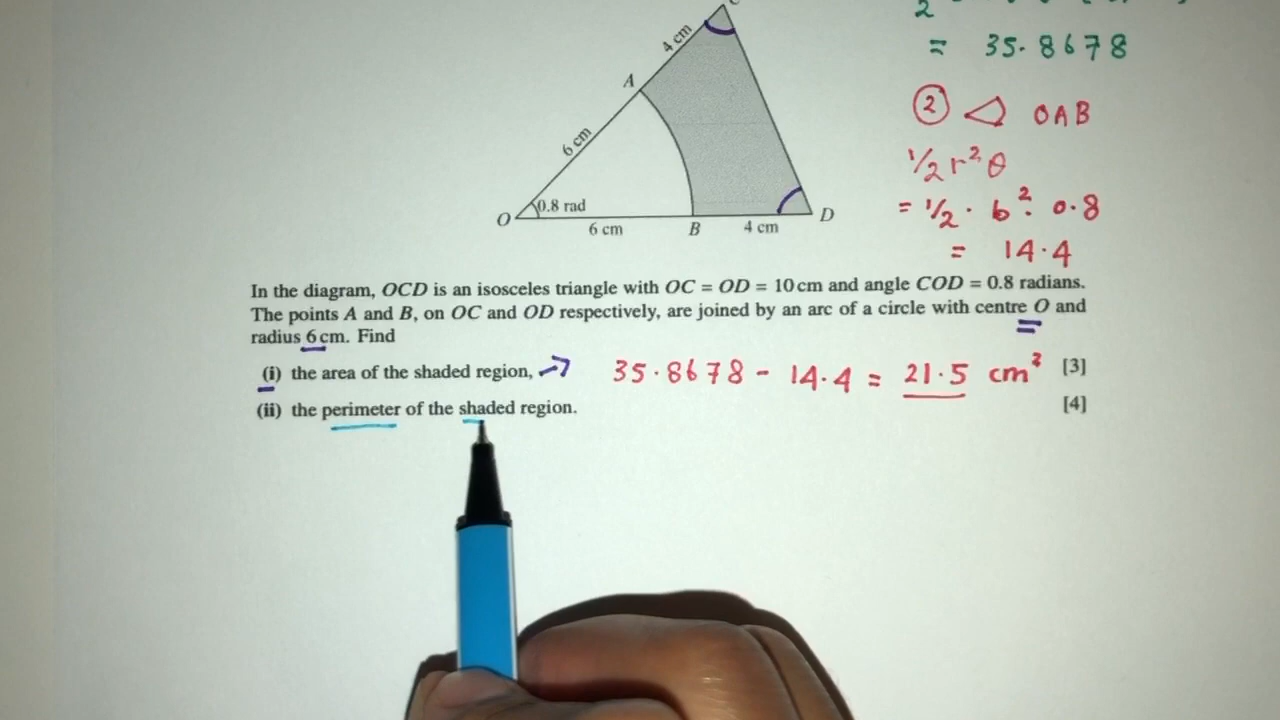 = 35.8678
② OAB
½ r² θ
= ½ . 6² . 0.8
= 14.4
4 cm
A
6 cm
0.8 rad
O
6 cm
B
4 cm
D
In the diagram, OCD is an isosceles triangle with OC = OD = 10 cm and angle COD = 0.8 radians.
The points A and B, on OC and OD respectively, are joined by an arc of a circle with centre O and
radius 6 cm. Find
(i) the area of the shaded region, → 35.8678 - 14.4 = 21.5 cm² [3]
(ii) the perimeter of the shaded region. [4]